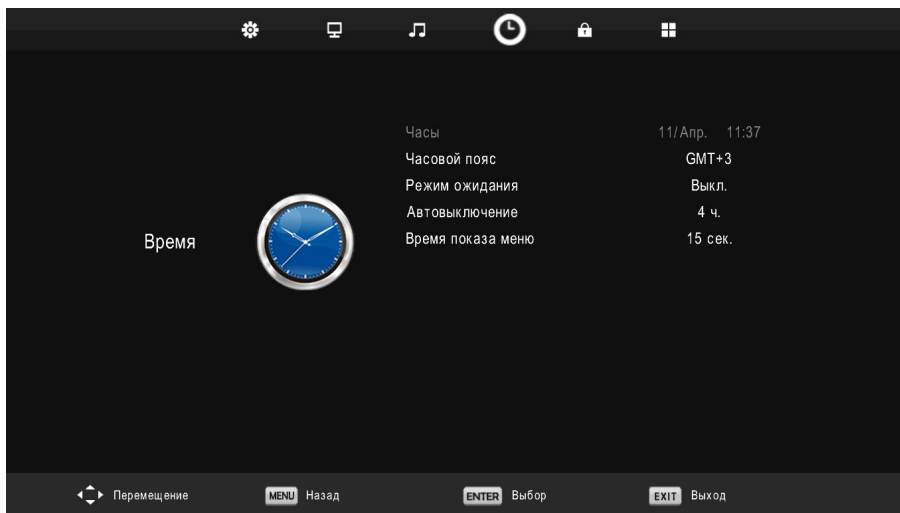 Часы 11/Апр. 11:37
Часовой пояс GMT+3
Режим ожидания Выкл.
Автовыключение 4 ч.
Время показа меню 15 сек.
Время
Перемещение MENU Назад ENTER Выбор EXIT Выход